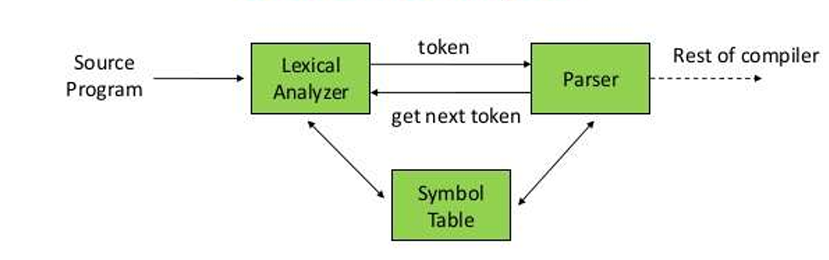 Source
Program
Lexical
Analyzer
token
get next token
Parser
Rest of compiler
Symbol
Table